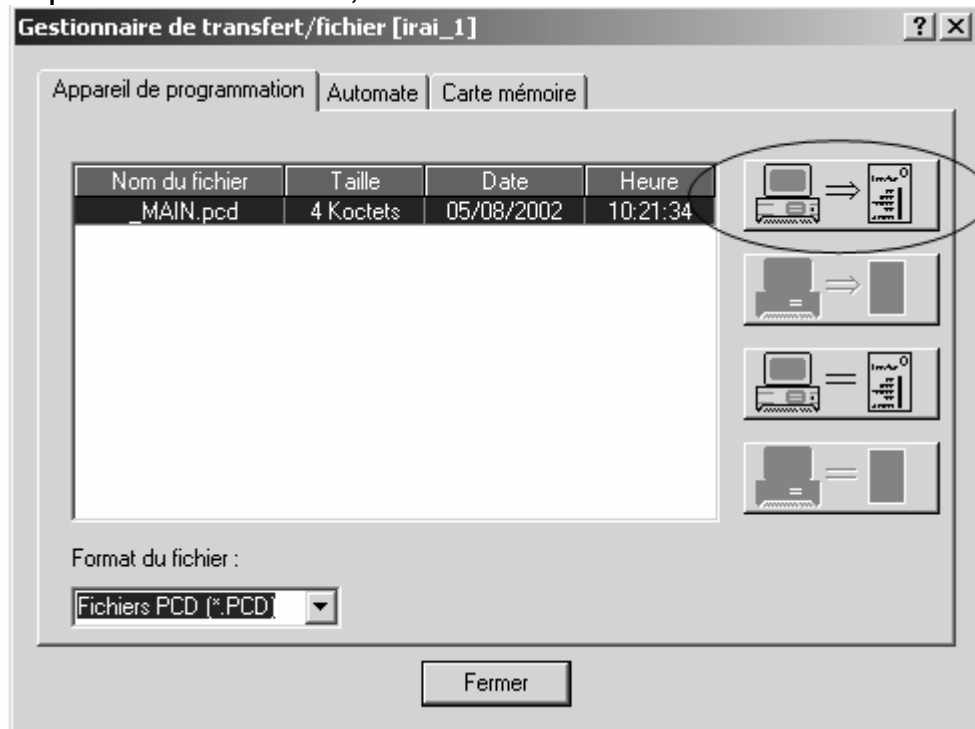 Gestionnaire de transfert/fichier [irai_1]
Appareil de programmation Automate Carte mémoire
Nom du fichier Taille Date Heure
_MAIN.pcd 4 Koctets 05/08/2002 10:21:34
Format du fichier :
Fichiers PCD (*.PCD)
Fermer